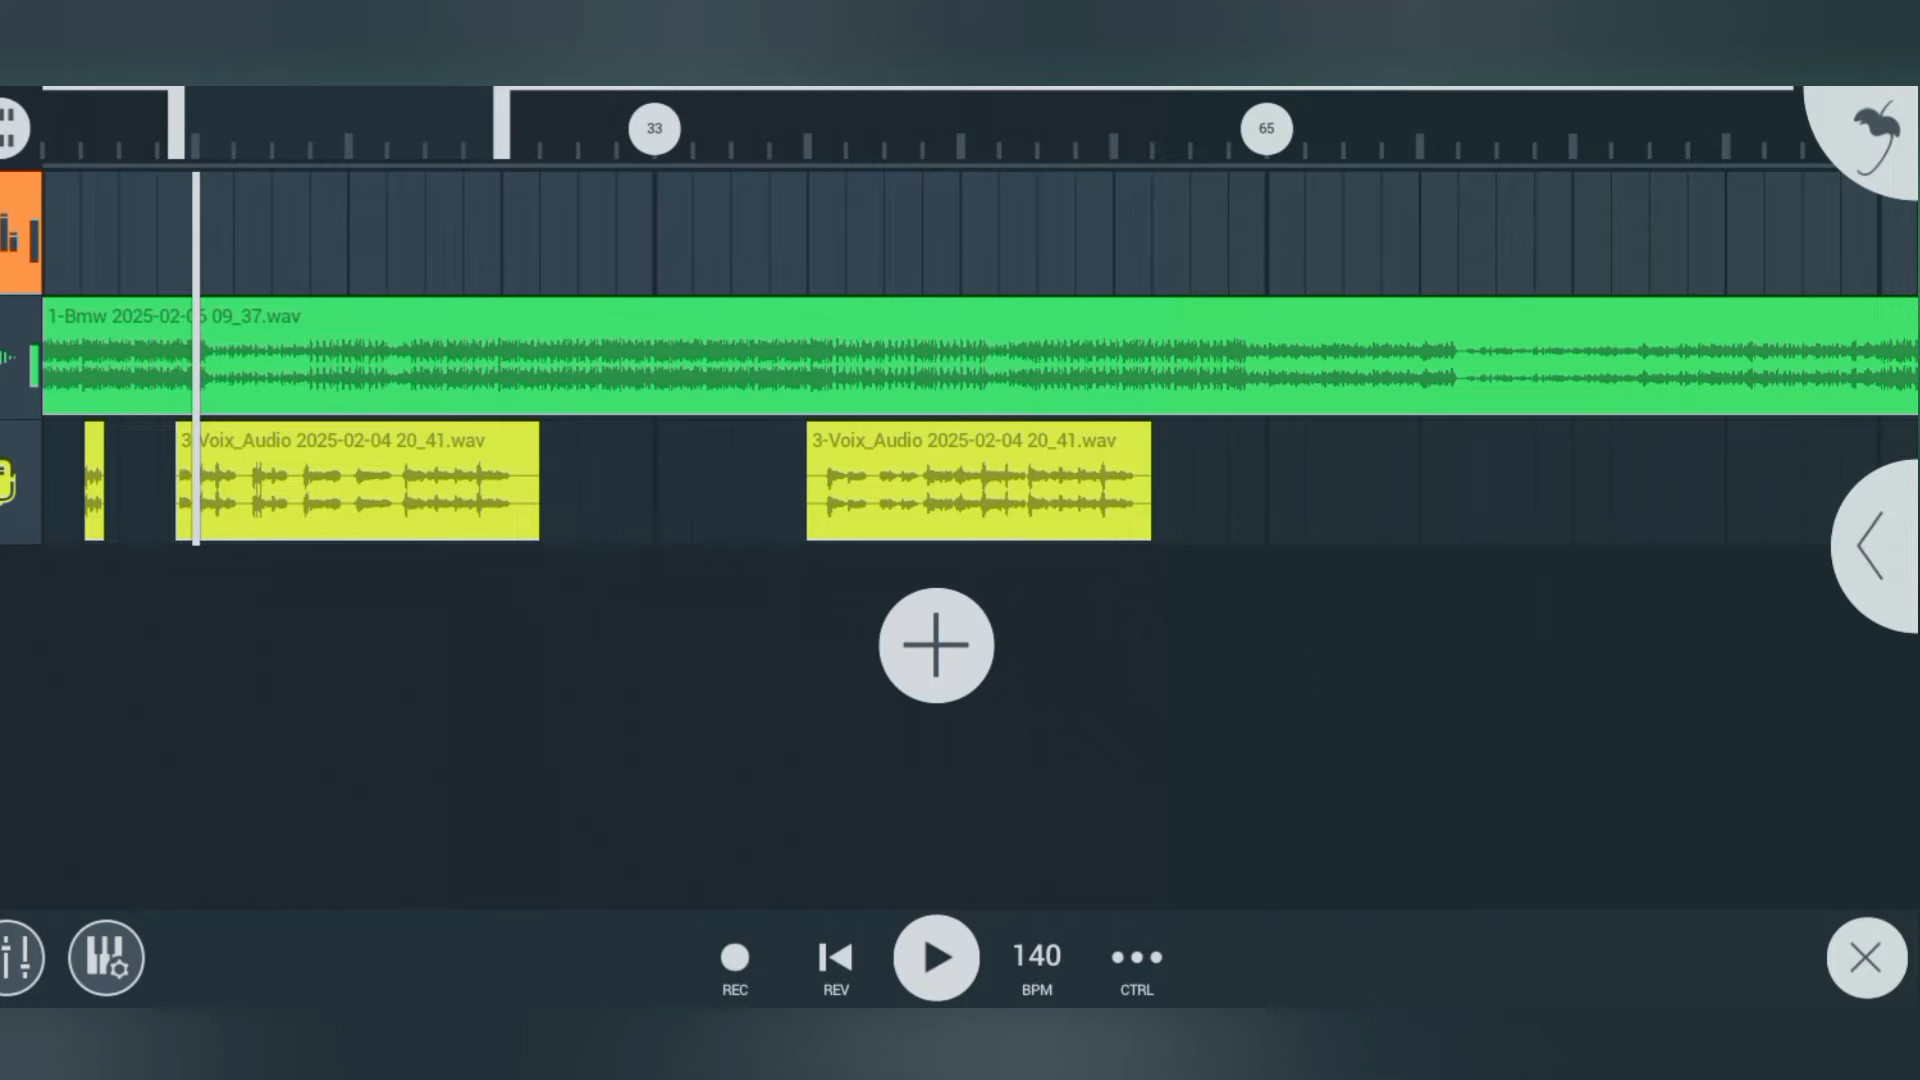 33
65
1-Bmw 2025-02-06 09_37.wav
3-Voix_Audio 2025-02-04 20_41.wav
3-Voix_Audio 2025-02-04 20_41.wav
140
REC
REV
BPM
CTRL